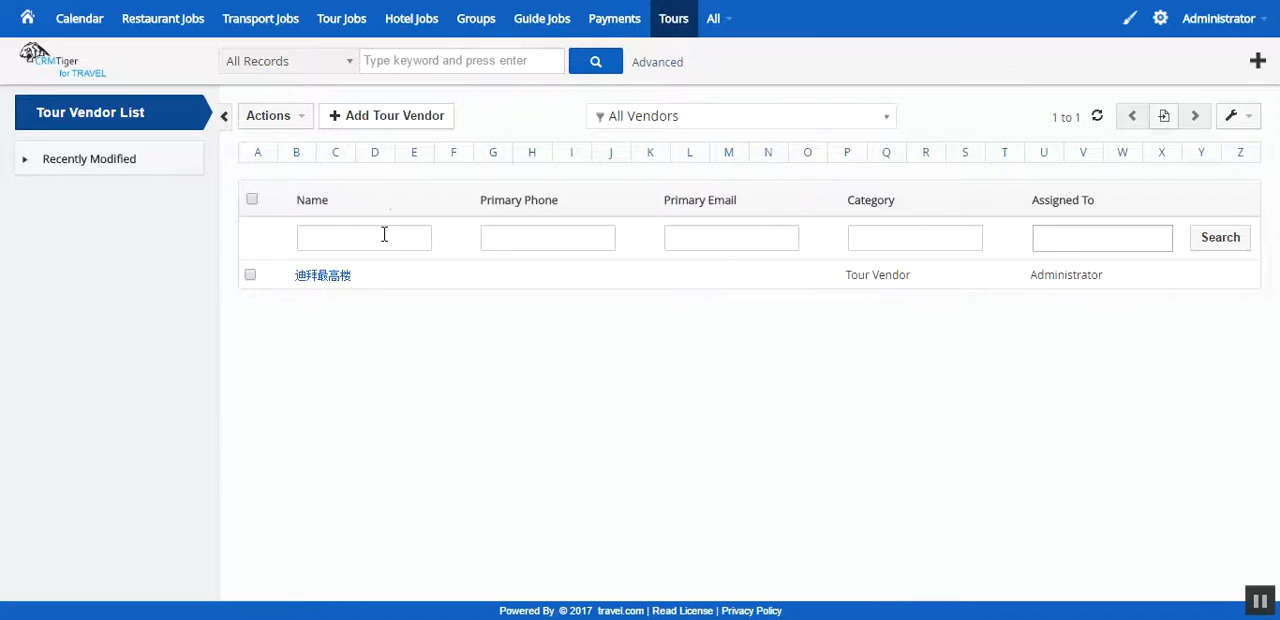 Calendar Restaurant Jobs Transport Jobs Tour Jobs Hotel Jobs Groups Guide Jobs Payments Tours All Administrator
CRMTiger
for TRAVEL
All Records Type keyword and press enter Advanced
Tour Vendor List
Actions + Add Tour Vendor All Vendors 1 to 1
Recently Modified
A B C D E F G H I J K L M N O P Q R S T U V W X Y Z
Name Primary Phone Primary Email Category Assigned To
Search
迪拜最高楼 Tour Vendor Administrator
Powered By © 2017 travel.com | Read License | Privacy Policy